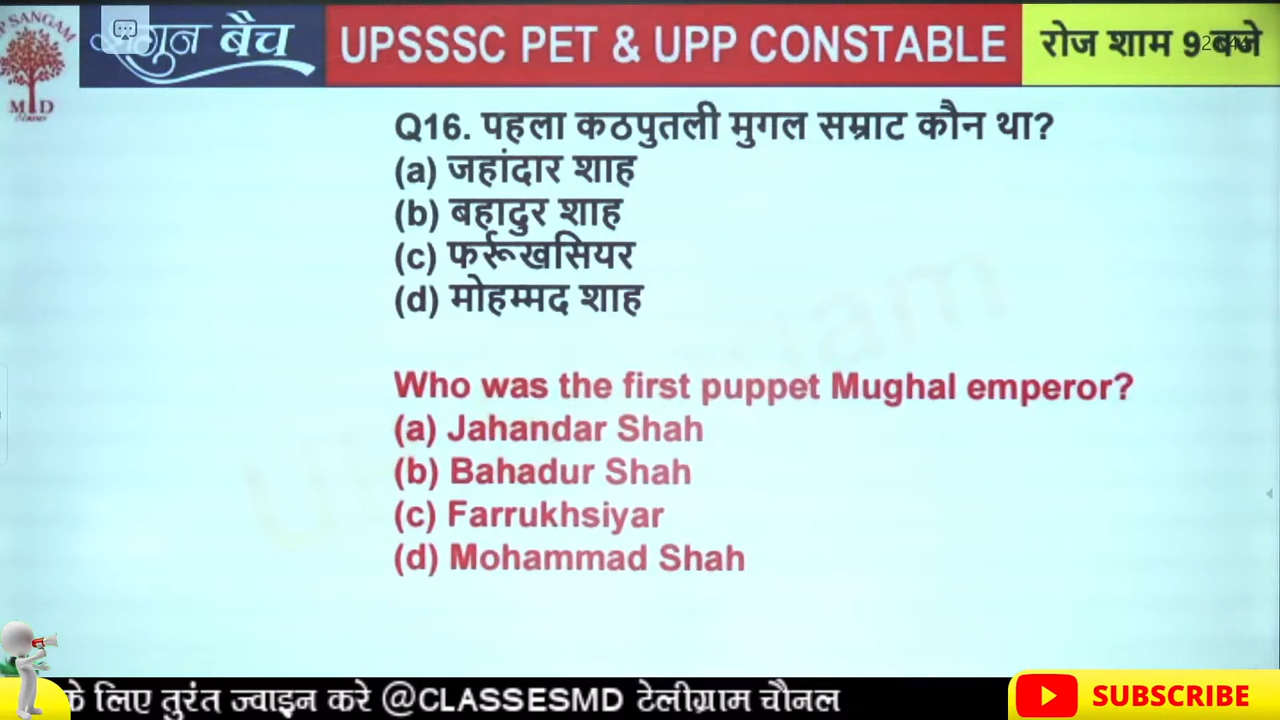 बैच
UPSSSC PET & UPP CONSTABLE
रोज शाम 9 बजे
Q16. पहला कठपुतली मुगल सम्राट कौन था?
(a) जहांदार शाह
(b) बहादुर शाह
(c) फर्रूखसियर
(d) मोहम्मद शाह
Who was the first puppet Mughal emperor?
(a) Jahandar Shah
(b) Bahadur Shah
(c) Farrukhsiyar
(d) Mohammad Shah
के लिए तुरंत ज्वाइन करे @CLASSESMD टेलीग्राम चौनल
SUBSCRIBE